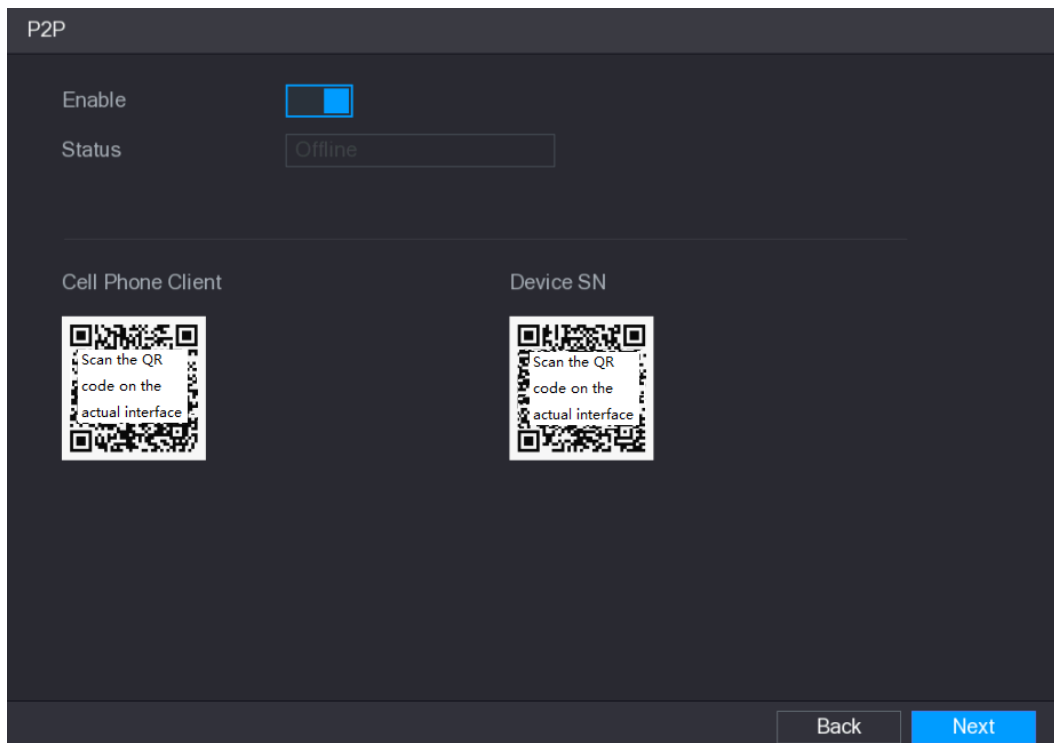 P2P
Enable
Status
Offline
Cell Phone Client
Device SN
Scan the QR
code on the
actual interface
Scan the QR
code on the
actual interface
Back
Next